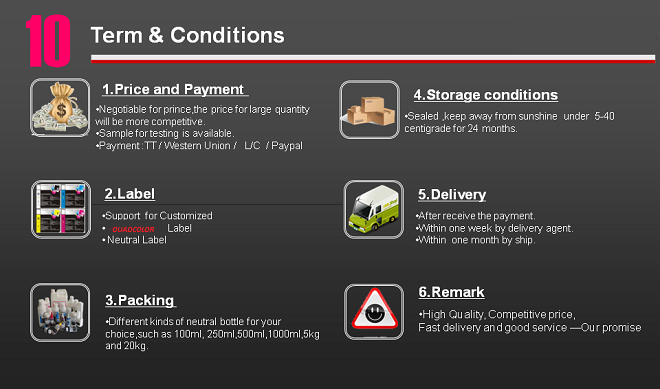 10
Term & Conditions
1.Price and Payment
•Negotiable for prince,the price for large quantity
will be more competitive.
•Sample for testing is available.
•Payment :TT / Western Union / L/C / Paypal
2.Label
•Support for Customized
• OURDCOLOR Label
• Neutral Label
3.Packing
•Different kinds of neutral bottle for your
choice,such as 100ml, 250ml,500ml,1000ml,5kg
and 20kg.
4.Storage conditions
•Sealed ,keep away from sunshine under 5-40
centigrade for 24 months.
5.Delivery
•After receive the payment.
•Within one week by delivery agent.
•Within one month by ship.
6.Remark
•High Quality, Competitive price,
Fast delivery and good service —Our promise